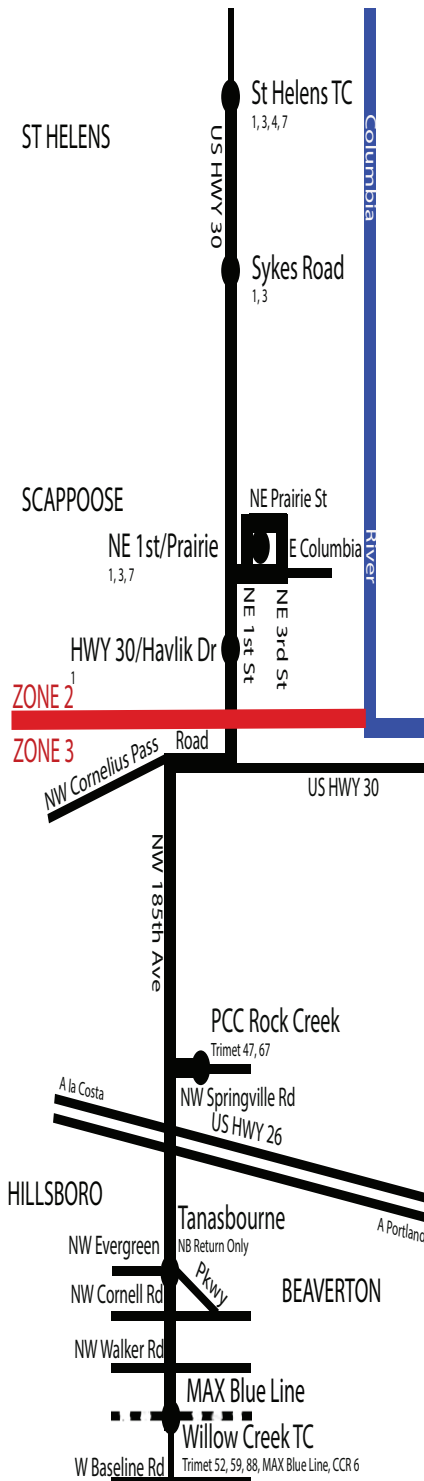 St Helens TC
1, 3, 4, 7
ST HELENS
US HWY 30
Columbia
Sykes Road
1, 3
SCAPPOOSE
NE Prairie St
NE 1st/Prairie
1, 3, 7
E Columbia
River
NE 1st St
NE 3rd St
HWY 30/Havlik Dr
1
ZONE 2
ZONE 3
NW Cornelius Pass
Road
US HWY 30
NW 185th Ave
PCC Rock Creek
Trimet 47, 67
NW Springville Rd
A la Costa
US HWY 26
A Portland
HILLSBORO
Tanasbourne
NB Return Only
NW Evergreen
Pkwy
NW Cornell Rd
BEAVERTON
NW Walker Rd
MAX Blue Line
Willow Creek TC
Trimet 52, 59, 88, MAX Blue Line, CCR 6
W Baseline Rd